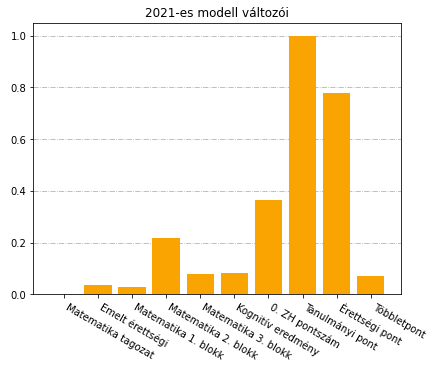 2021-es modell változói
1.0
0.8
0.6
0.4
0.2
0.0
Matematika tagozat
Emelt érettségi
Matematika 1. blokk
Matematika 2. blokk
Matematika 3. blokk
Kognitív eredmény
0. ZH pontszám
Tanulmányi pont
Érettségi pont
Többletpont